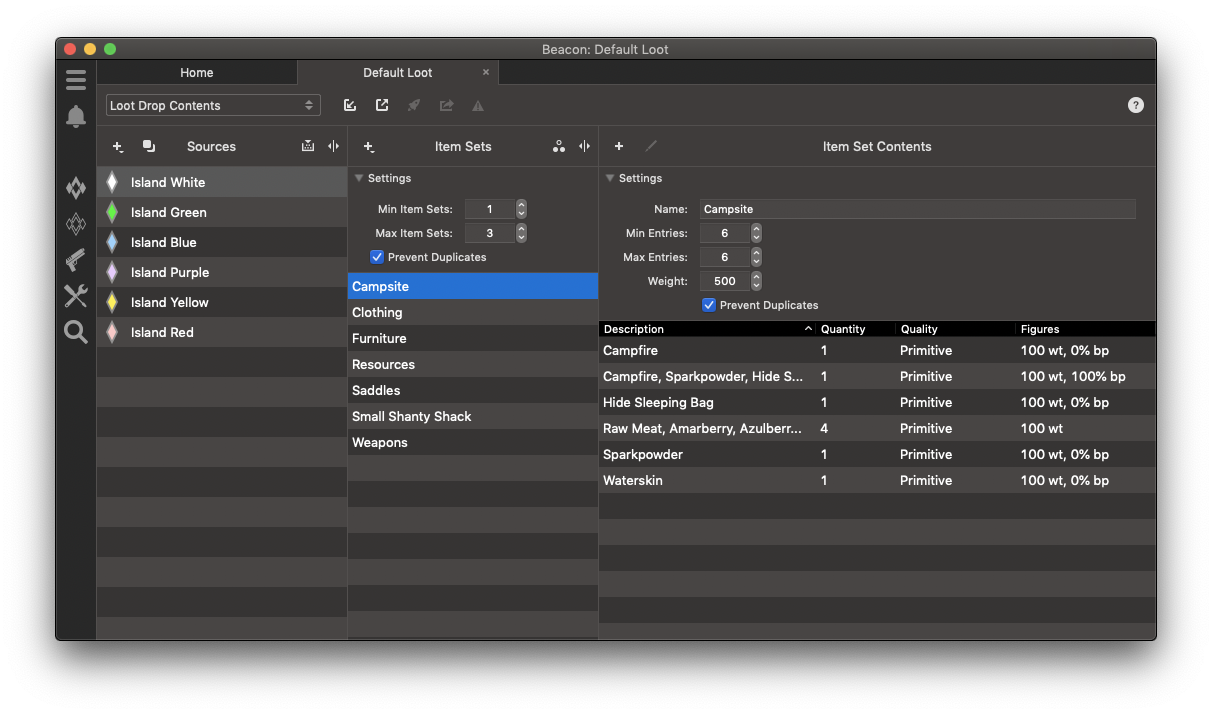 Beacon: Default Loot
Home
Default Loot
Loot Drop Contents
?
Sources
Island White
Island Green
Island Blue
Island Purple
Island Yellow
Island Red
Item Sets
Settings
Min Item Sets: 1
Max Item Sets: 3
Prevent Duplicates
Campsite
Clothing
Furniture
Resources
Saddles
Small Shanty Shack
Weapons
Item Set Contents
Settings
Name: Campsite
Min Entries: 6
Max Entries: 6
Weight: 500
Prevent Duplicates
Description Quantity Quality Figures
Campfire 1 Primitive 100 wt, 0% bp
Campfire, Sparkpowder, Hide S... 1 Primitive 100 wt, 100% bp
Hide Sleeping Bag 1 Primitive 100 wt, 0% bp
Raw Meat, Amarberry, Azulberr... 4 Primitive 100 wt
Sparkpowder 1 Primitive 100 wt, 0% bp
Waterskin 1 Primitive 100 wt, 0% bp